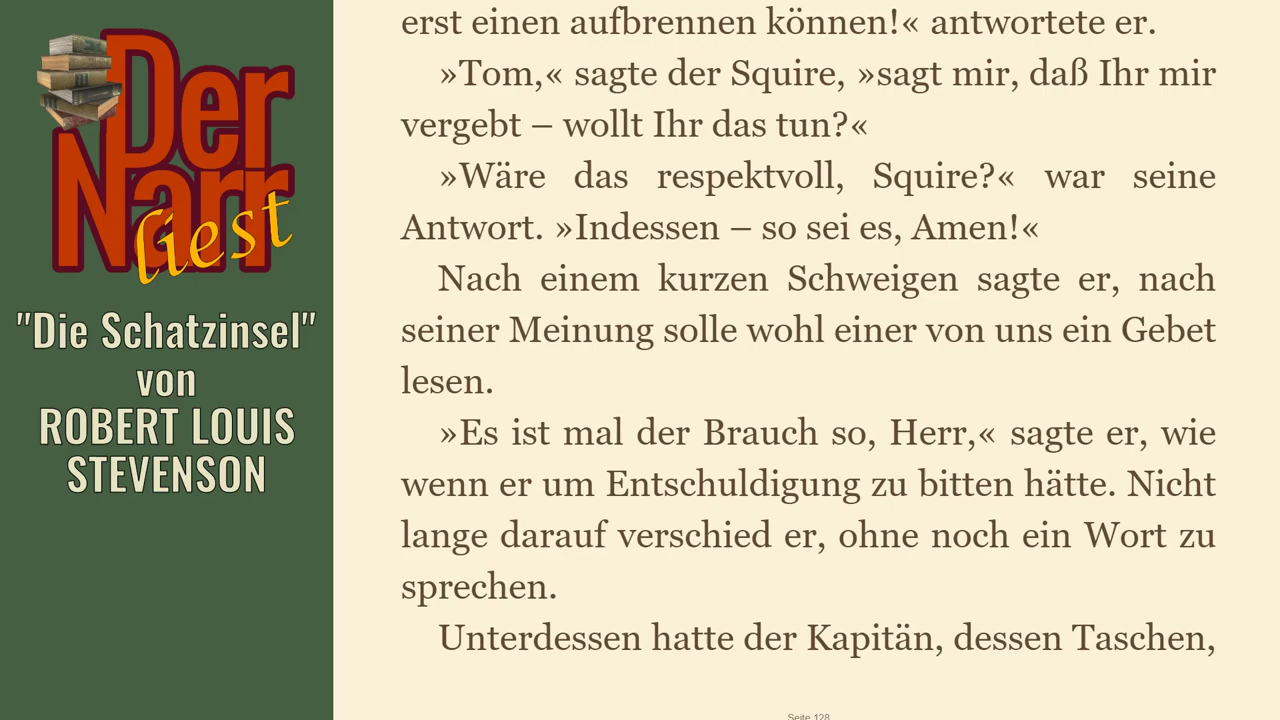 Der
Narr
liest
"Die Schatzinsel"
von
ROBERT LOUIS
STEVENSON
erst einen aufbrennen können!« antwortete er.
»Tom,« sagte der Squire, »sagt mir, daß Ihr mir
vergebt – wollt Ihr das tun?«
»Wäre das respektvoll, Squire?« war seine
Antwort. »Indessen – so sei es, Amen!«
Nach einem kurzen Schweigen sagte er, nach
seiner Meinung solle wohl einer von uns ein Gebet
lesen.
»Es ist mal der Brauch so, Herr,« sagte er, wie
wenn er um Entschuldigung zu bitten hätte. Nicht
lange darauf verschied er, ohne noch ein Wort zu
sprechen.
Unterdessen hatte der Kapitän, dessen Taschen,
Seite 128